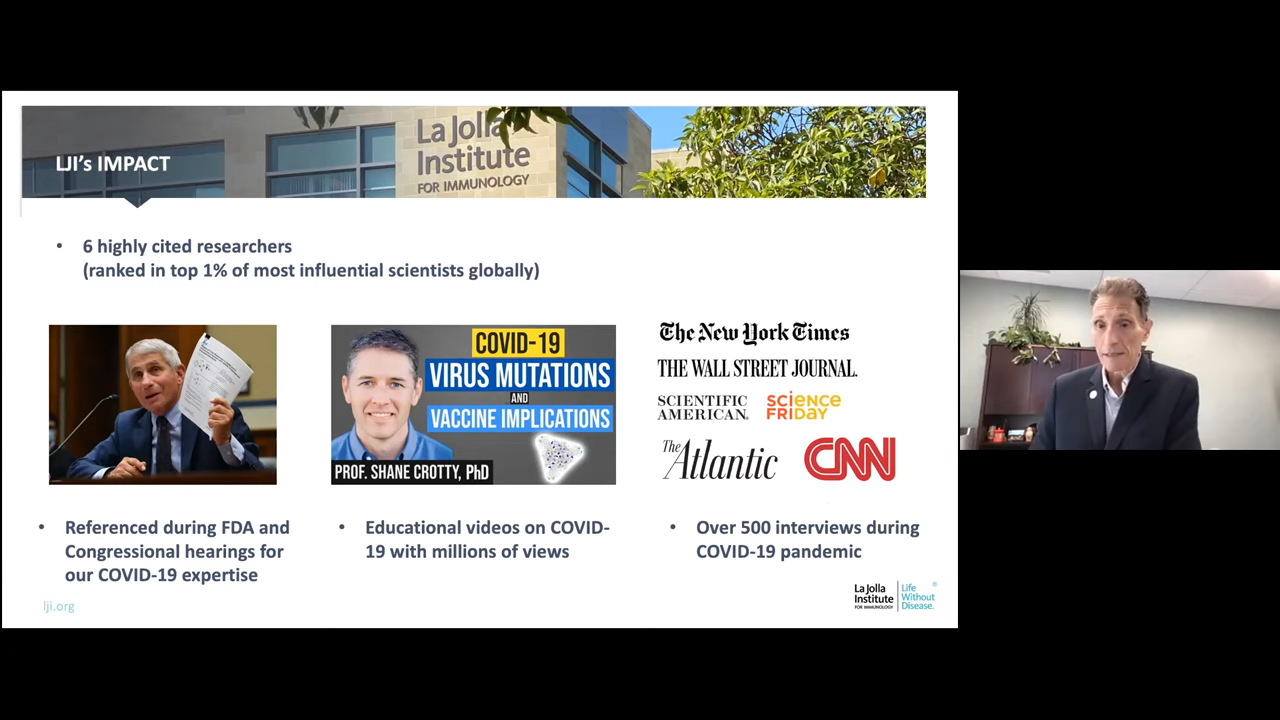 La Jolla
Institute
FOR IMMUNOLOGY
LJI's IMPACT
• 6 highly cited researchers
(ranked in top 1% of most influential scientists globally)
COVID-19
VIRUS MUTATIONS
AND
VACCINE IMPLICATIONS
PROF. SHANE CROTTY, PhD
The New York Times
THE WALL STREET JOURNAL.
SCIENTIFIC
AMERICAN®
SCIENCE
FRIDAY
The Atlantic
CNN
• Referenced during FDA and
Congressional hearings for
our COVID-19 expertise
• Educational videos on COVID-
19 with millions of views
• Over 500 interviews during
COVID-19 pandemic
lji.org
La Jolla
Institute
FOR IMMUNOLOGY
Life
Without
Disease.®